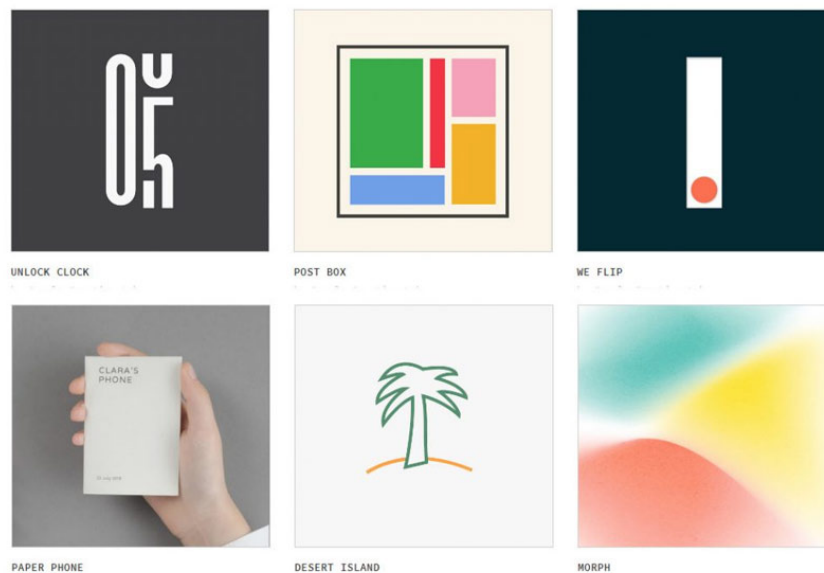 UNLOCK CLOCK
POST BOX
WE FLIP
CLARA'S
PHONE
PAPER PHONE
DESERT ISLAND
MORPH